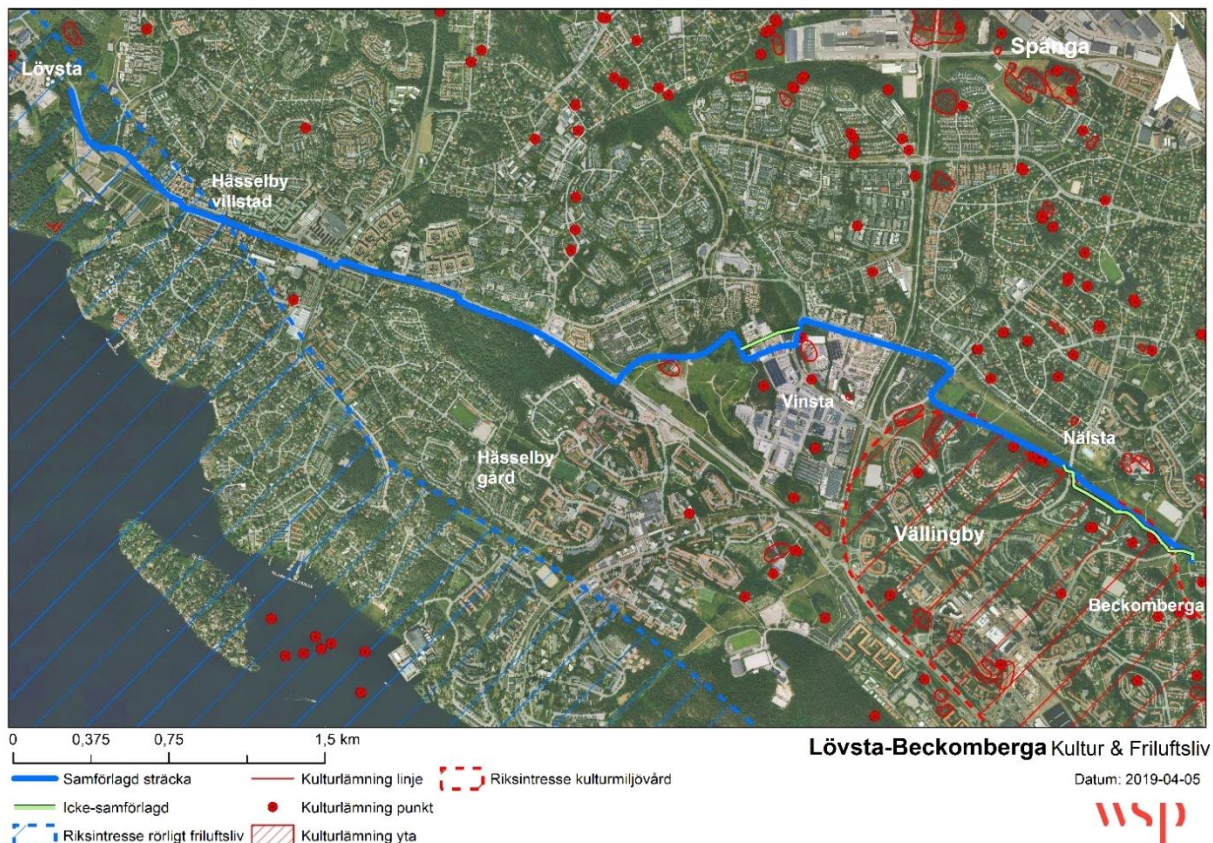 N
Spånga
Lövsta
Hässelby
villstad
Vinsta
Nälsta
Hässelby
gård
Vällingby
Beckomberga
0 0,375 0,75 1,5 km
Lövsta-Beckomberga Kultur & Friluftsliv
Samförlagd sträcka
Kulturlämning linje
Riksintresse kulturmiljövård
Datum: 2019-04-05
Icke-samförlagd
Kulturlämning punkt
Riksintresse rörligt friluftsliv
Kulturlämning yta
wsp